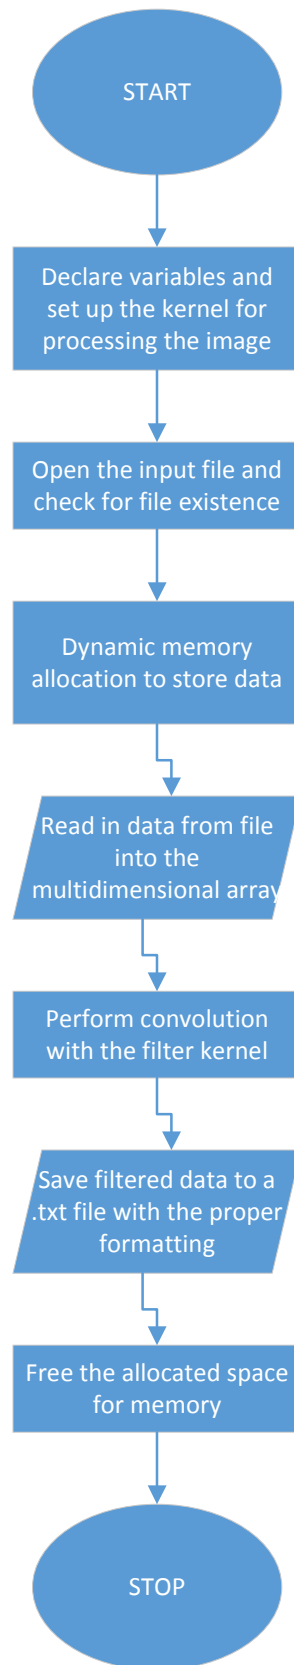 START
Declare variables and
set up the kernel for
processing the image
Open the input file and
check for file existence
Dynamic memory
allocation to store data
Read in data from file
into the
multidimensional array
Perform convolution
with the filter kernel
Save filtered data to a
.txt file with the proper
formatting
Free the allocated space
for memory
STOP